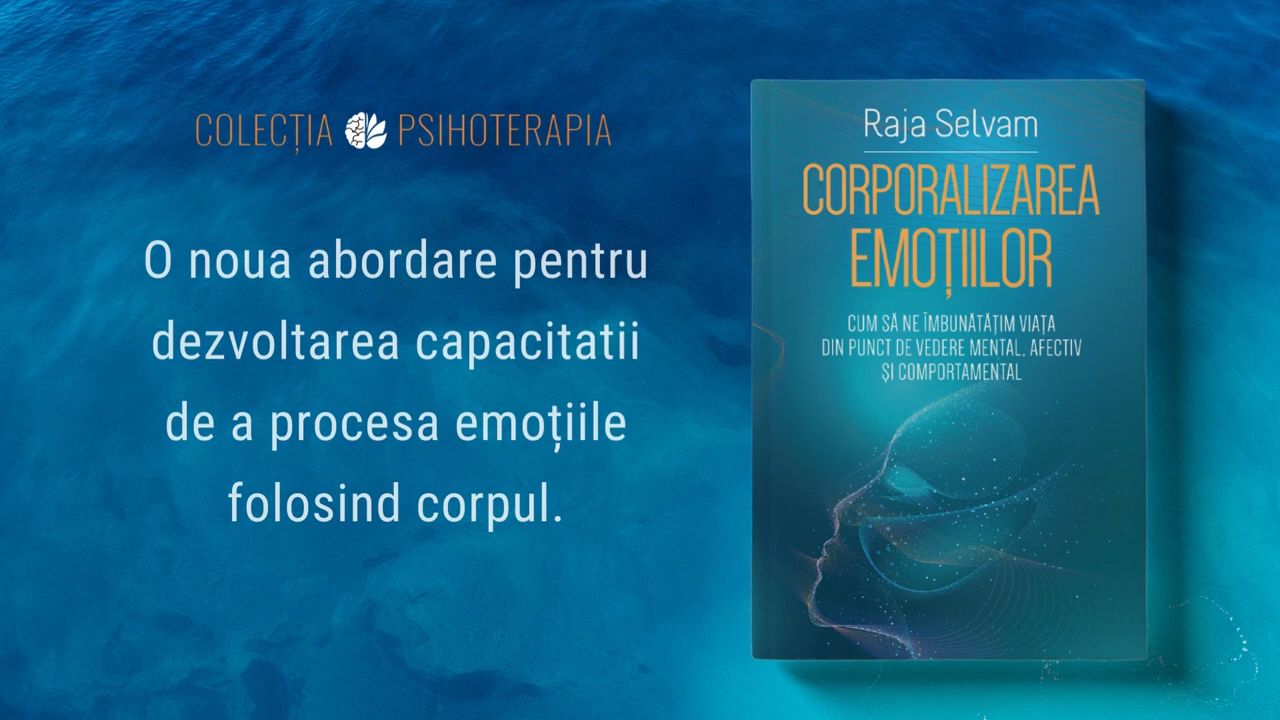 COLECȚIA PSIHOTERAPIA
O noua abordare pentru
dezvoltarea capacitatii
de a procesa emoțiile
folosind corpul.
Raja Selvam
CORPORALIZAREA
EMOȚIILOR
CUM SĂ NE ÎMBUNĂTĂȚIM VIAȚA
DIN PUNCT DE VEDERE MENTAL, AFECTIV
ȘI COMPORTAMENTAL